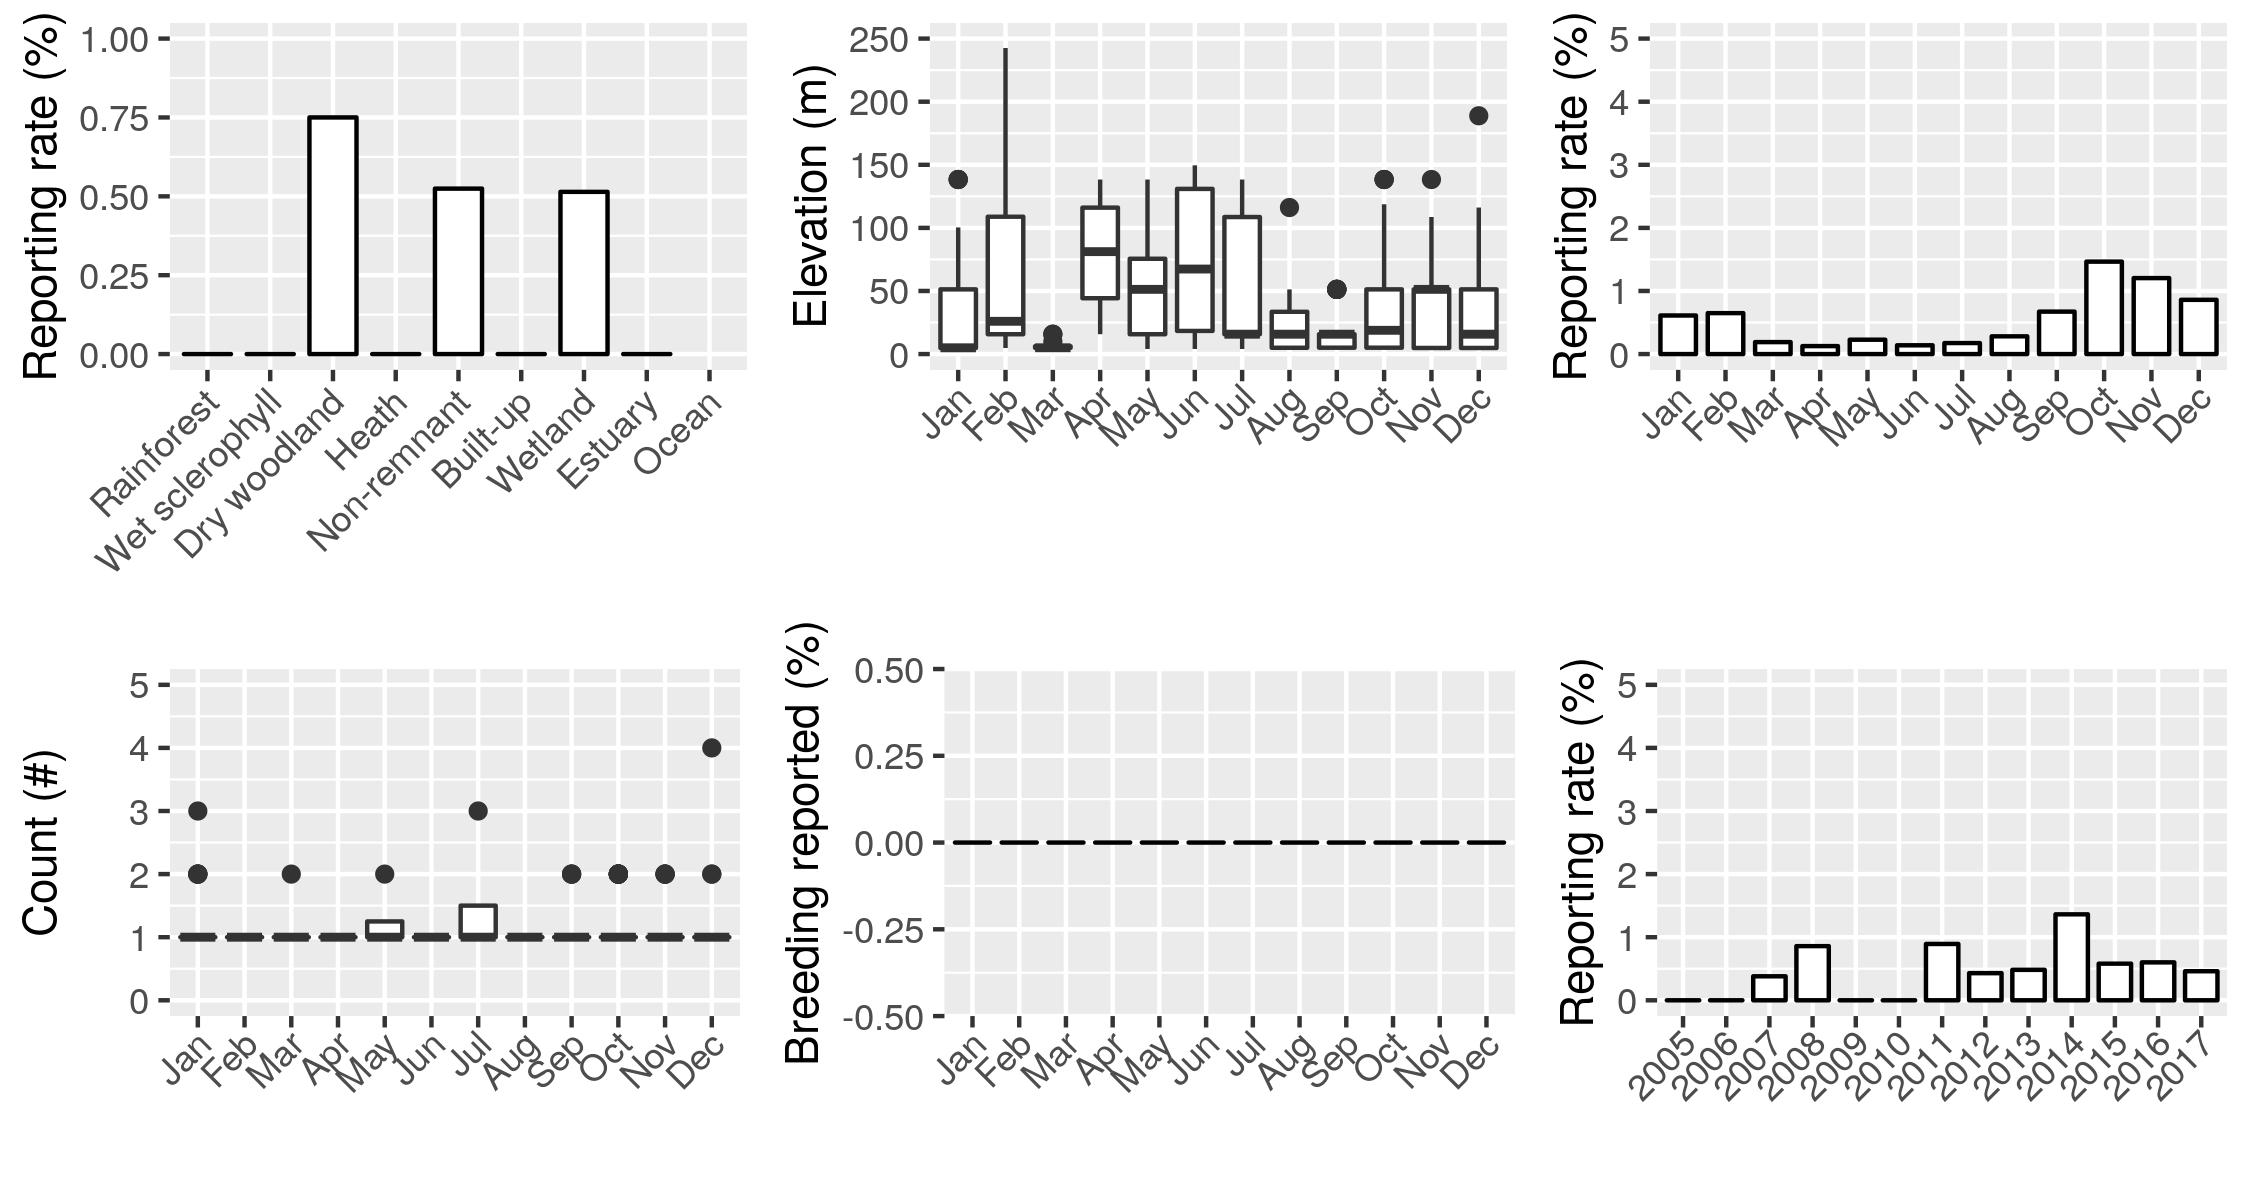 Reporting rate (%)
1.00
0.75
0.50
0.25
0.00
Rainforest
Wet sclerophyll
Dry woodland
Heath
Non-remnant
Built-up
Wetland
Estuary
Ocean
Elevation (m)
250
200
150
100
50
0
Jan
Feb
Mar
Apr
May
Jun
Jul
Aug
Sep
Oct
Nov
Dec
Reporting rate (%)
5
4
3
2
1
0
Jan
Feb
Mar
Apr
May
Jun
Jul
Aug
Sep
Oct
Nov
Dec
Count (#)
5
4
3
2
1
0
Jan
Feb
Mar
Apr
May
Jun
Jul
Aug
Sep
Oct
Nov
Dec
Breeding reported (%)
0.50
0.25
0.00
-0.25
-0.50
Jan
Feb
Mar
Apr
May
Jun
Jul
Aug
Sep
Oct
Nov
Dec
Reporting rate (%)
5
4
3
2
1
0
2005
2006
2007
2008
2009
2010
2011
2012
2013
2014
2015
2016
2017